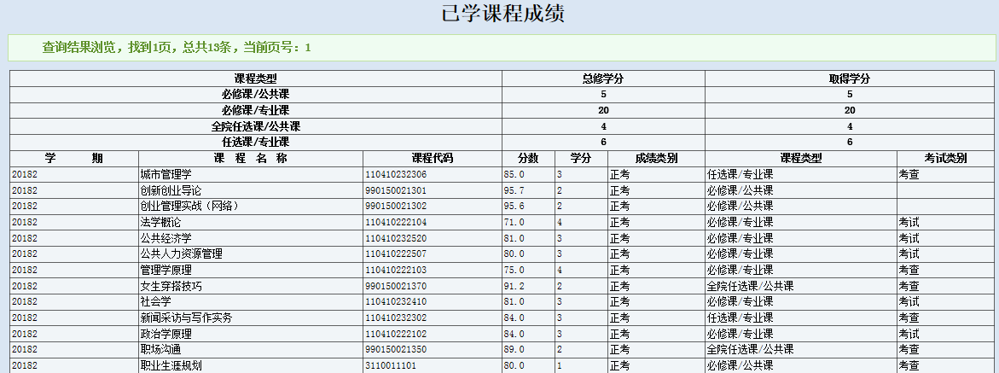 已学课程成绩
查询结果浏览，找到1页，总共13条，当前页号：1
课程类型 总修学分 取得学分
必修课/公共课 5 5
必修课/专业课 20 20
全院任选课/公共课 4 4
任选课/专业课 6 6
学 期 课 程 名 称 课程代码 分数 学分 成绩类别 课程类型 考试类别
20182 城市管理学 110410232306 85.0 3 正考 任选课/专业课 考查
20182 创新创业导论 990150021301 95.7 2 正考 必修课/公共课
20182 创业管理实战（网络） 990150021302 95.6 2 正考 必修课/公共课
20182 法学概论 110410222104 71.0 4 正考 必修课/专业课 考试
20182 公共经济学 110410232520 81.0 3 正考 必修课/专业课 考试
20182 公共人力资源管理 110410222507 80.0 3 正考 必修课/专业课 考试
20182 管理学原理 110410222103 75.0 4 正考 必修课/专业课 考查
20182 女生穿搭技巧 990150021370 91.2 2 正考 全院任选课/公共课 考查
20182 社会学 110410232410 81.0 3 正考 必修课/专业课 考试
20182 新闻采访与写作实务 110410232302 84.0 3 正考 任选课/专业课 考查
20182 政治学原理 110410222102 84.0 3 正考 必修课/专业课 考试
20182 职场沟通 990150021350 89.0 2 正考 全院任选课/公共课 考查
20182 职业生涯规划 3110011101 80.0 1 正考 必修课/公共课 考查